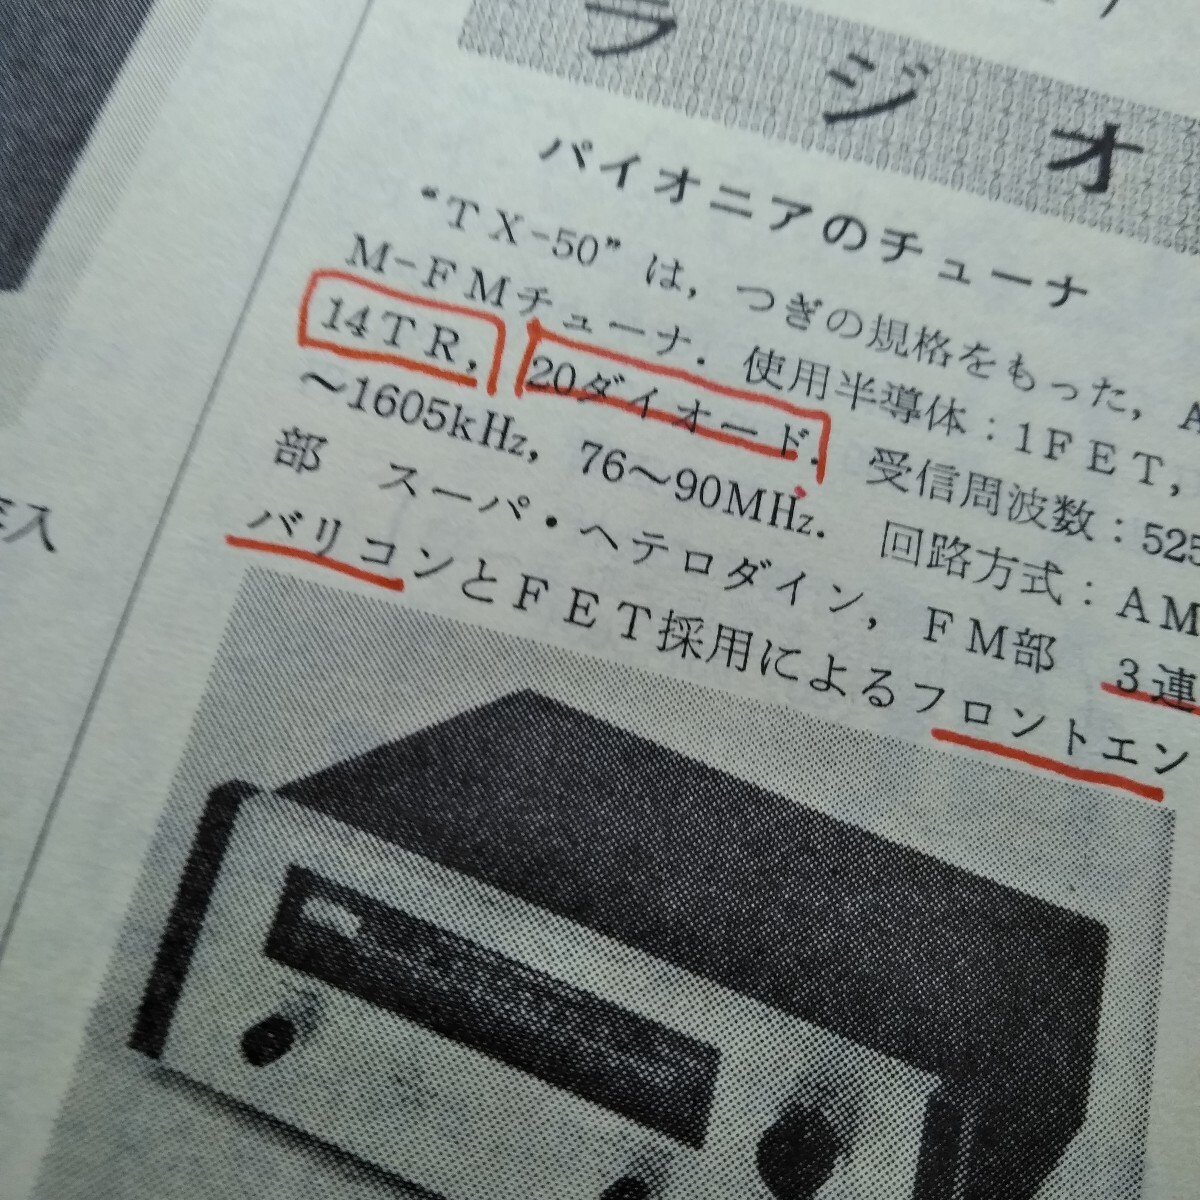 ラジオ
パイオニアのチューナ
“TX-50”は,つぎの規格をもった,A
M-FMチューナ.使用半導体:1FET,
14TR,20ダイオード.受信周波数:525
〜1605kHz,76〜90MHz.回路方式:AM
部 スーパ・ヘテロダイン,FM部 3連
バリコンとFET採用によるフロントエン
入